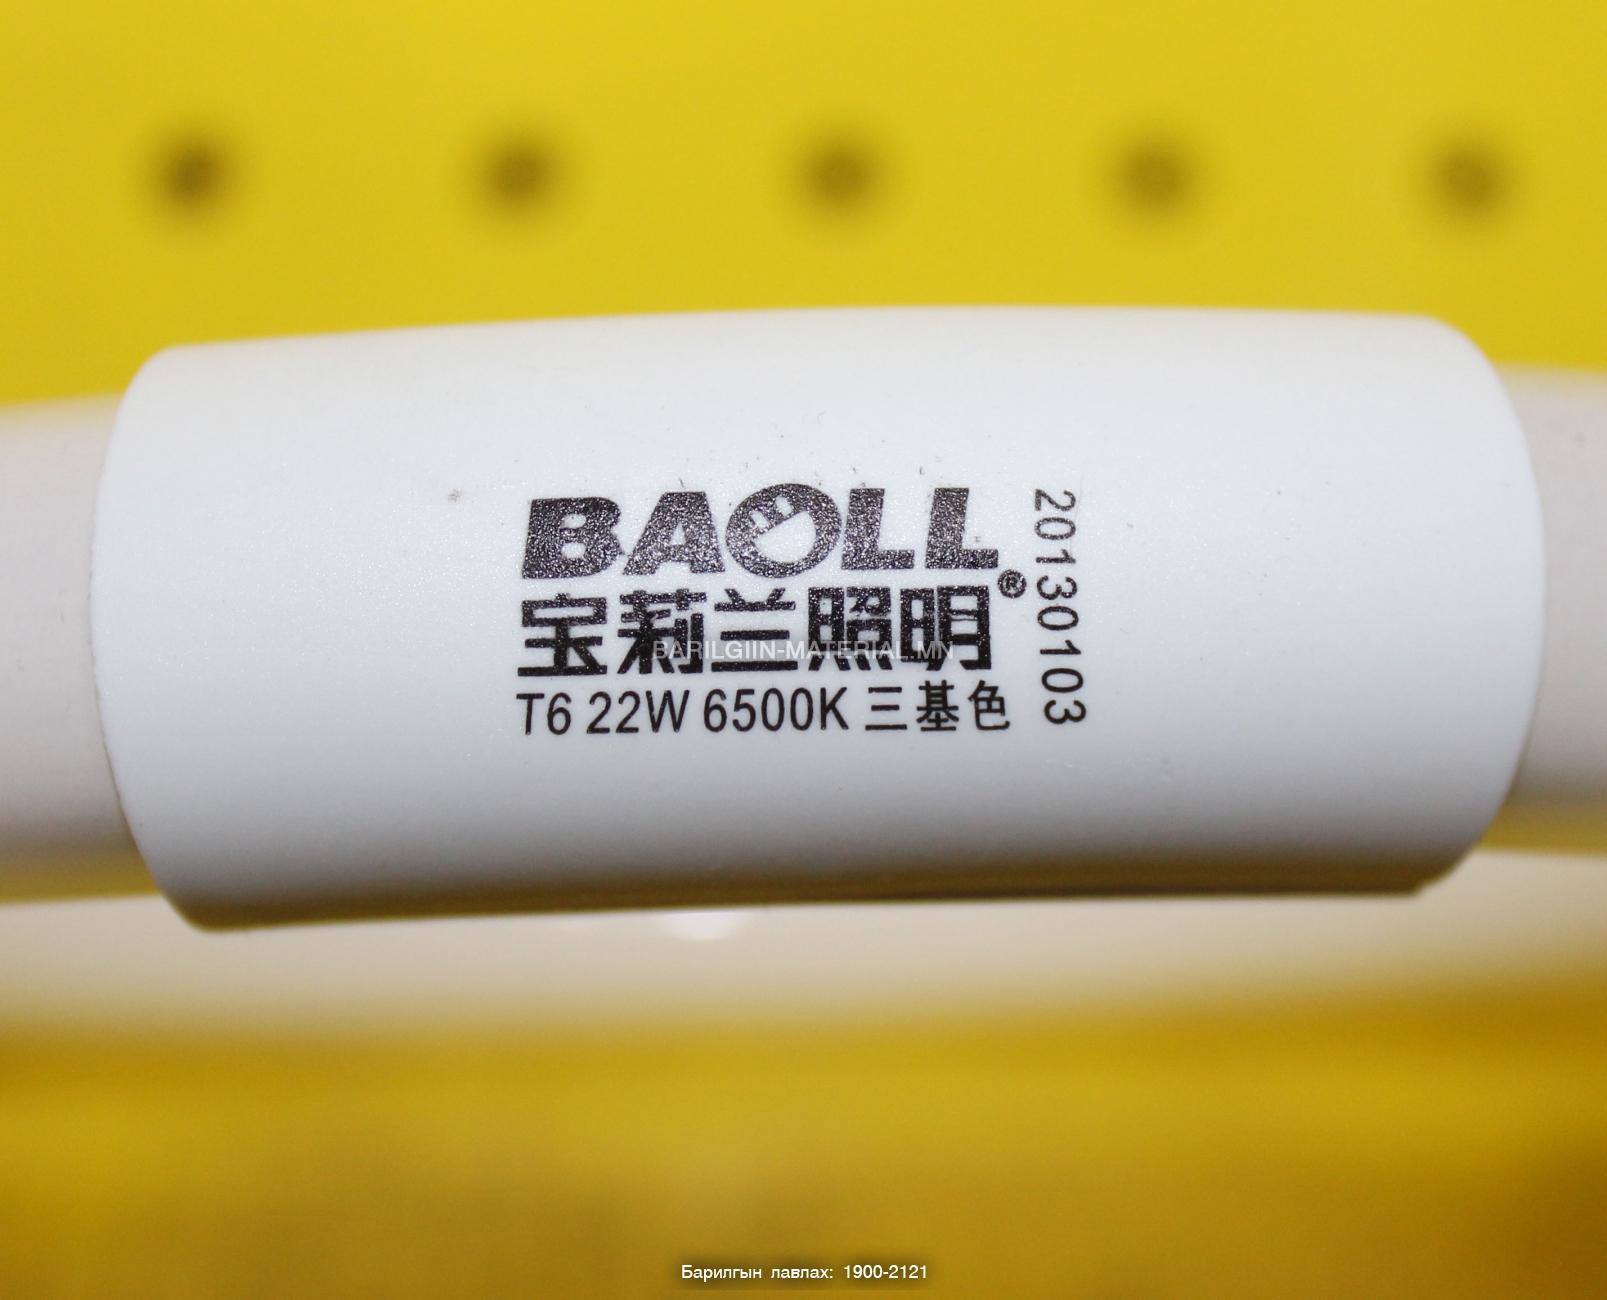 BAOLL
宝莉兰照明®
T6 22W 6500K 三基色
20130103
BARILGIIN-MATERIAL.MN
Барилгын лавлах: 1900-2121